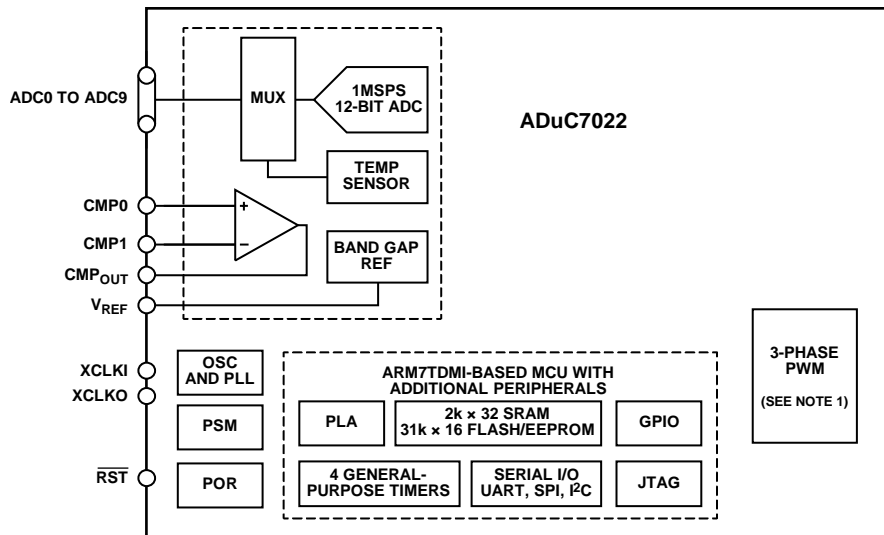 ADC0 TO ADC9
MUX
1MSPS
12-BIT ADC
ADuC7022
TEMP
SENSOR
CMP0
+
CMP1
−
CMPOUT
BAND GAP
REF
VREF
XCLKI
XCLKO
OSC
AND PLL
PSM
RST
POR
ARM7TDMI-BASED MCU WITH
ADDITIONAL PERIPHERALS
PLA
2k × 32 SRAM
31k × 16 FLASH/EEPROM
GPIO
4 GENERAL-
PURPOSE TIMERS
SERIAL I/O
UART, SPI, I2C
JTAG
3-PHASE
PWM
(SEE NOTE 1)